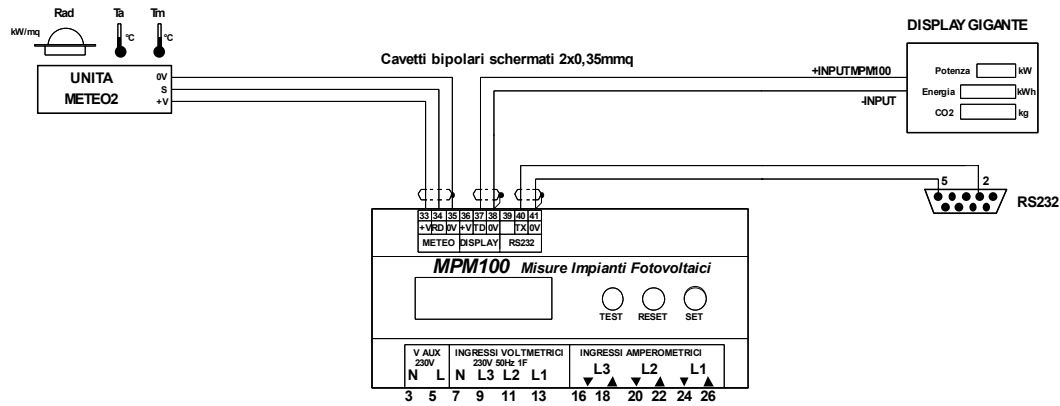 Rad Ta Tm
kW/mq °C °C
UNITA
METEO2
0V
S
+V
Cavetti bipolari schermati 2x0,35mmq
DISPLAY GIGANTE
+INPUTMPM100
-INPUT
Potenza kW
Energia kWh
CO2 kg
5 2
RS232
33 34 35 36 37 38 39 40 41
+V RD 0V +V TD 0V TX 0V
METEO DISPLAY RS232
MPM100 Misure Impianti Fotovoltaici
TEST RESET SET
V AUX
230V
N L
INGRESSI VOLTMETRICI
230V 50Hz 1F
N L3 L2 L1
INGRESSI AMPEROMETRICI
L3 L2 L1
3 5 7 9 11 13 16 18 20 22 24 26